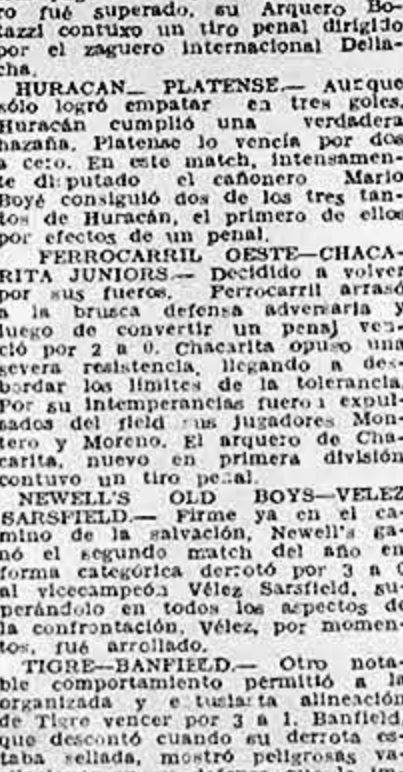 ro fué superado, su Arquero Bo-
tazzi contuxo un tiro penal dirigido
por el zaguero internacional Della-
cha.
HURACAN— PLATENSE.— Aunque
sólo logró empatar en tres goles,
Huracán cumplió una verdadera
hazaña. Platense lo vencía por dos
a cero. En este match, intensamen-
te disputado el cañonero Mario
Boyé consiguió dos de los tres tan-
tos de Huracán, el primero de ellos
por efectos de un penal.
FERROCARRIL OESTE—CHACA-
RITA JUNIORS.— Decidido a volver
por sus fueros, Ferrocarril arrasó
a la brusca defensa adversaria y
luego de convertir un penal ven-
ció por 2 a 0. Chacarita opuso una
severa resistencia, llegando a des-
bordar los límites de la tolerancia.
Por su intemperancias fueron expul-
sados del field sus jugadores Mon-
tero y Moreno. El arquero de Cha-
carita, nuevo en primera división
contuvo un tiro penal.
NEWELL'S OLD BOYS—VELEZ
SARSFIELD.— Firme ya en el ca-
mino de la salvación, Newell's ga-
nó el segundo match del año en
forma categórica derrotó por 3 a 0
al vicecampeón Vélez Sarsfield, su-
perándolo en todos los aspectos de
la confrontación. Vélez, por momen-
tos, fué arrollado.
TIGRE—BANFIELD.— Otro nota-
ble comportamiento permitió a la
organizada y entusiasta alineación
de Tigre vencer por 3 a 1. Banfield,
que descontó cuando su derrota es-
taba sellada, mostró peligrosas va-